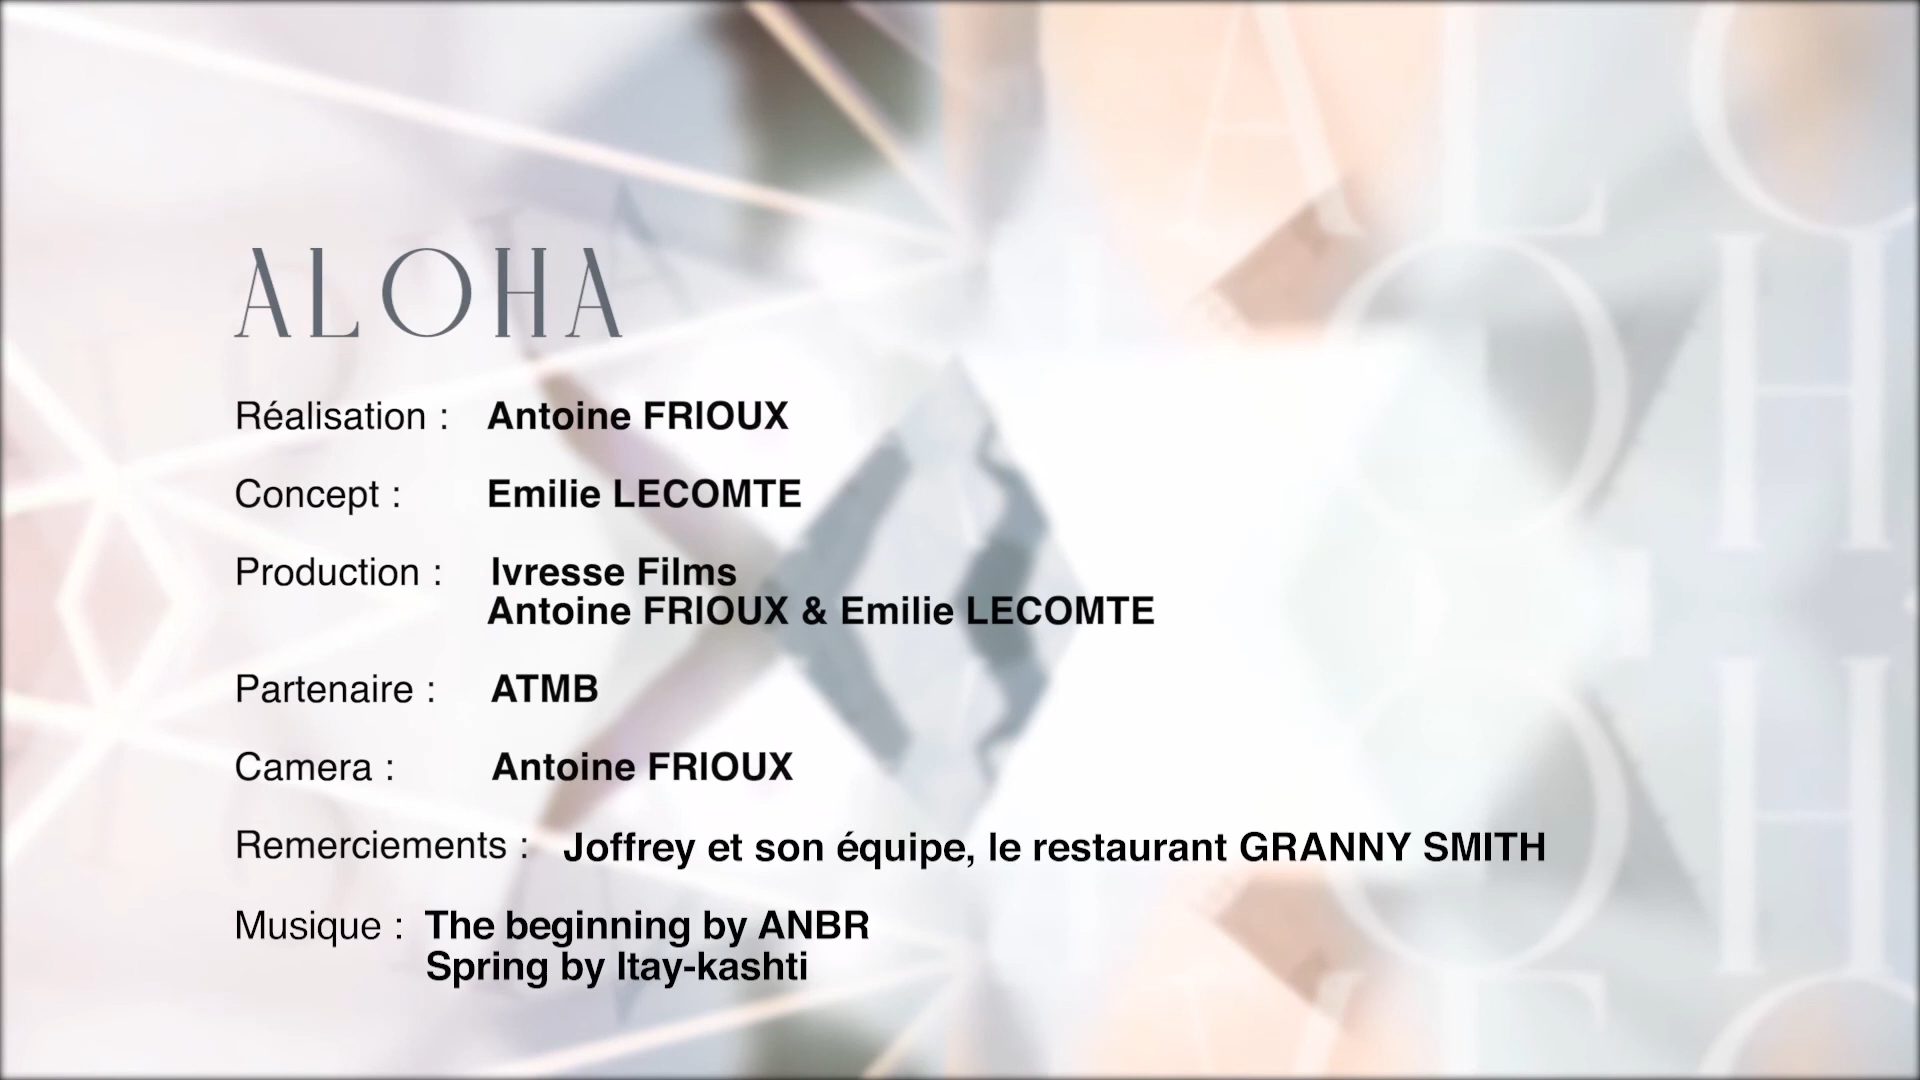 ALOHA
Réalisation : Antoine FRIOUX
Concept : Emilie LECOMTE
Production : Ivresse Films
Antoine FRIOUX & Emilie LECOMTE
Partenaire : ATMB
Camera : Antoine FRIOUX
Remerciements : Joffrey et son équipe, le restaurant GRANNY SMITH
Musique : The beginning by ANBR
Spring by Itay-kashti